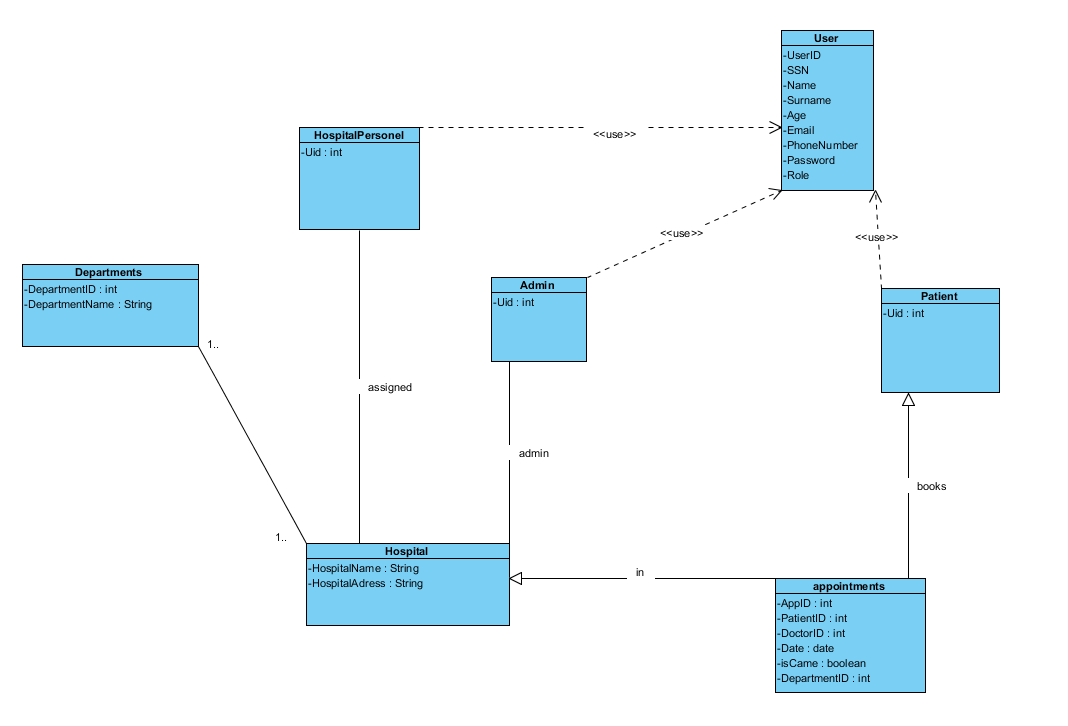 User
-UserID
-SSN
-Name
-Surname
-Age
-Email
-PhoneNumber
-Password
-Role
HospitalPersonel
-Uid : int
<<use>>
<<use>>
<<use>>
Departments
-DepartmentID : int
-DepartmentName : String
Admin
-Uid : int
Patient
-Uid : int
1..
assigned
admin
books
1..
Hospital
-HospitalName : String
-HospitalAdress : String
in
appointments
-AppID : int
-PatientID : int
-DoctorID : int
-Date : date
-isCame : boolean
-DepartmentID : int